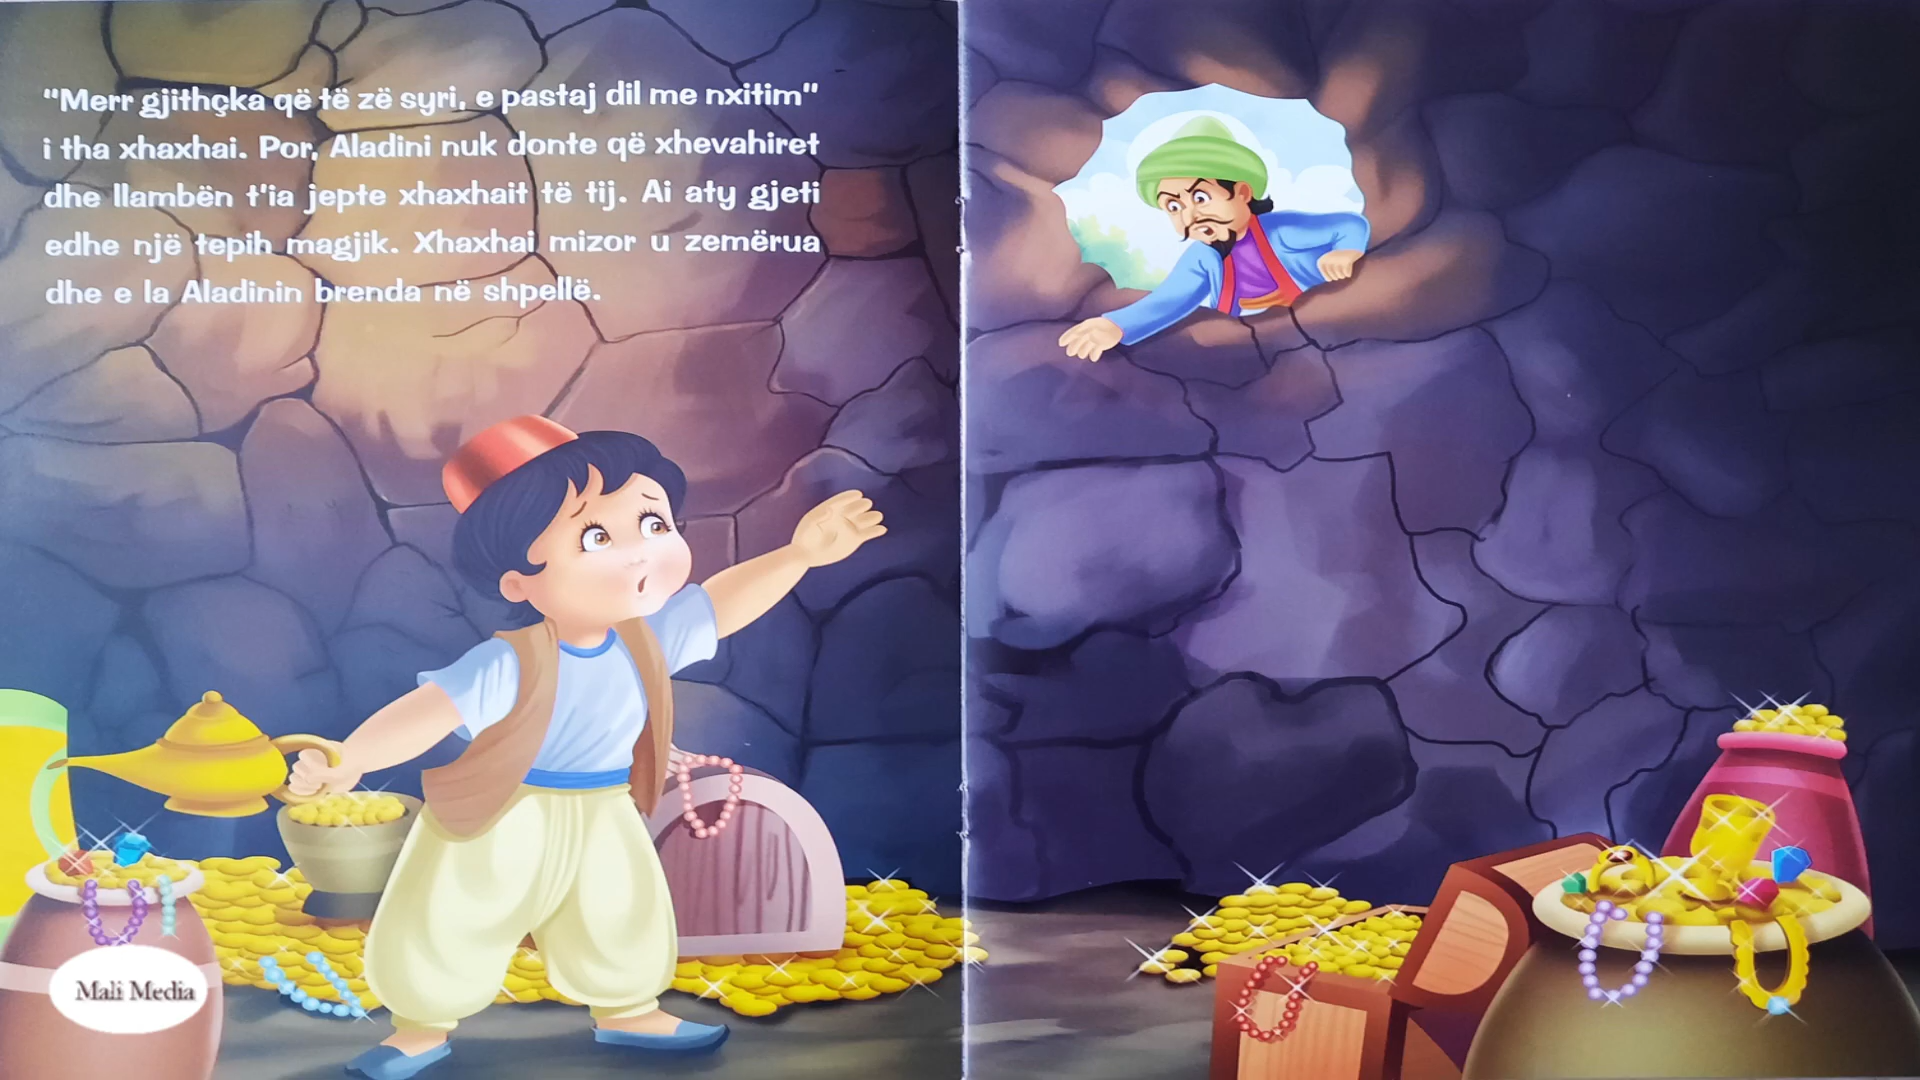 "Merr gjithçka që të zë syri, e pastaj dil me nxitim"
i tha xhaxhai. Por, Aladini nuk donte që xhevahiret
dhe llambën t'ia jepte xhaxhait të tij. Ai aty gjeti
edhe një tepih magjik. Xhaxhai mizor u zemërua
dhe e la Aladinin brenda në shpellë.
Mali Media